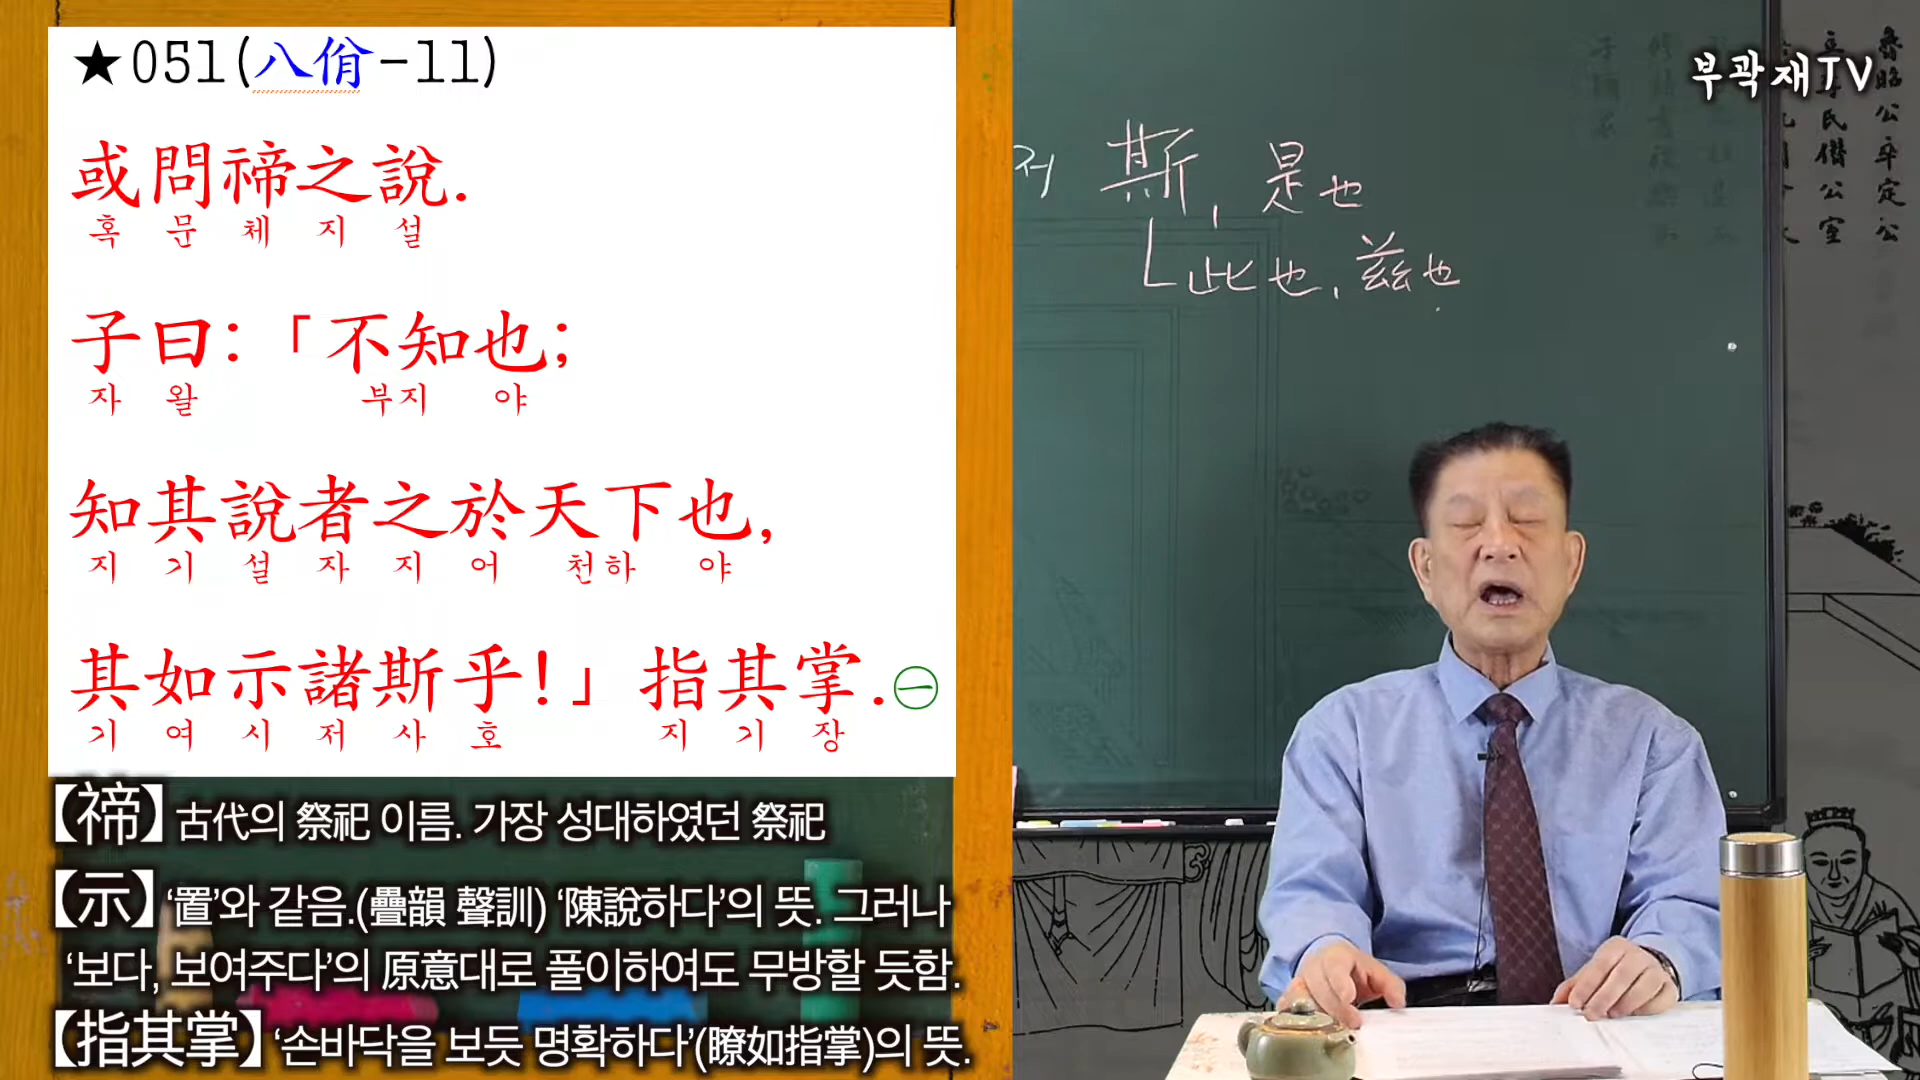 ★051(八佾-11)
或問禘之說.
혹 문 체 지 설
子曰:「不知也;
자 왈 부지 야
知其說者之於天下也,
지 기 설 자 지 어 천하 야
其如示諸斯乎!」指其掌.㊀
기 여 시 저 사 호 지 기 장
【禘】古代의 祭祀 이름. 가장 성대하였던 祭祀
【示】‘置’와 같음.(疊韻 聲訓) ‘陳說하다’의 뜻. 그러나
‘보다, 보여주다’의 原意대로 풀이하여도 무방할 듯함.
【指其掌】‘손바닥을 보듯 명확하다’(瞭如指掌)의 뜻.
부곽재TV
저 斯, 是也
此也, 茲也